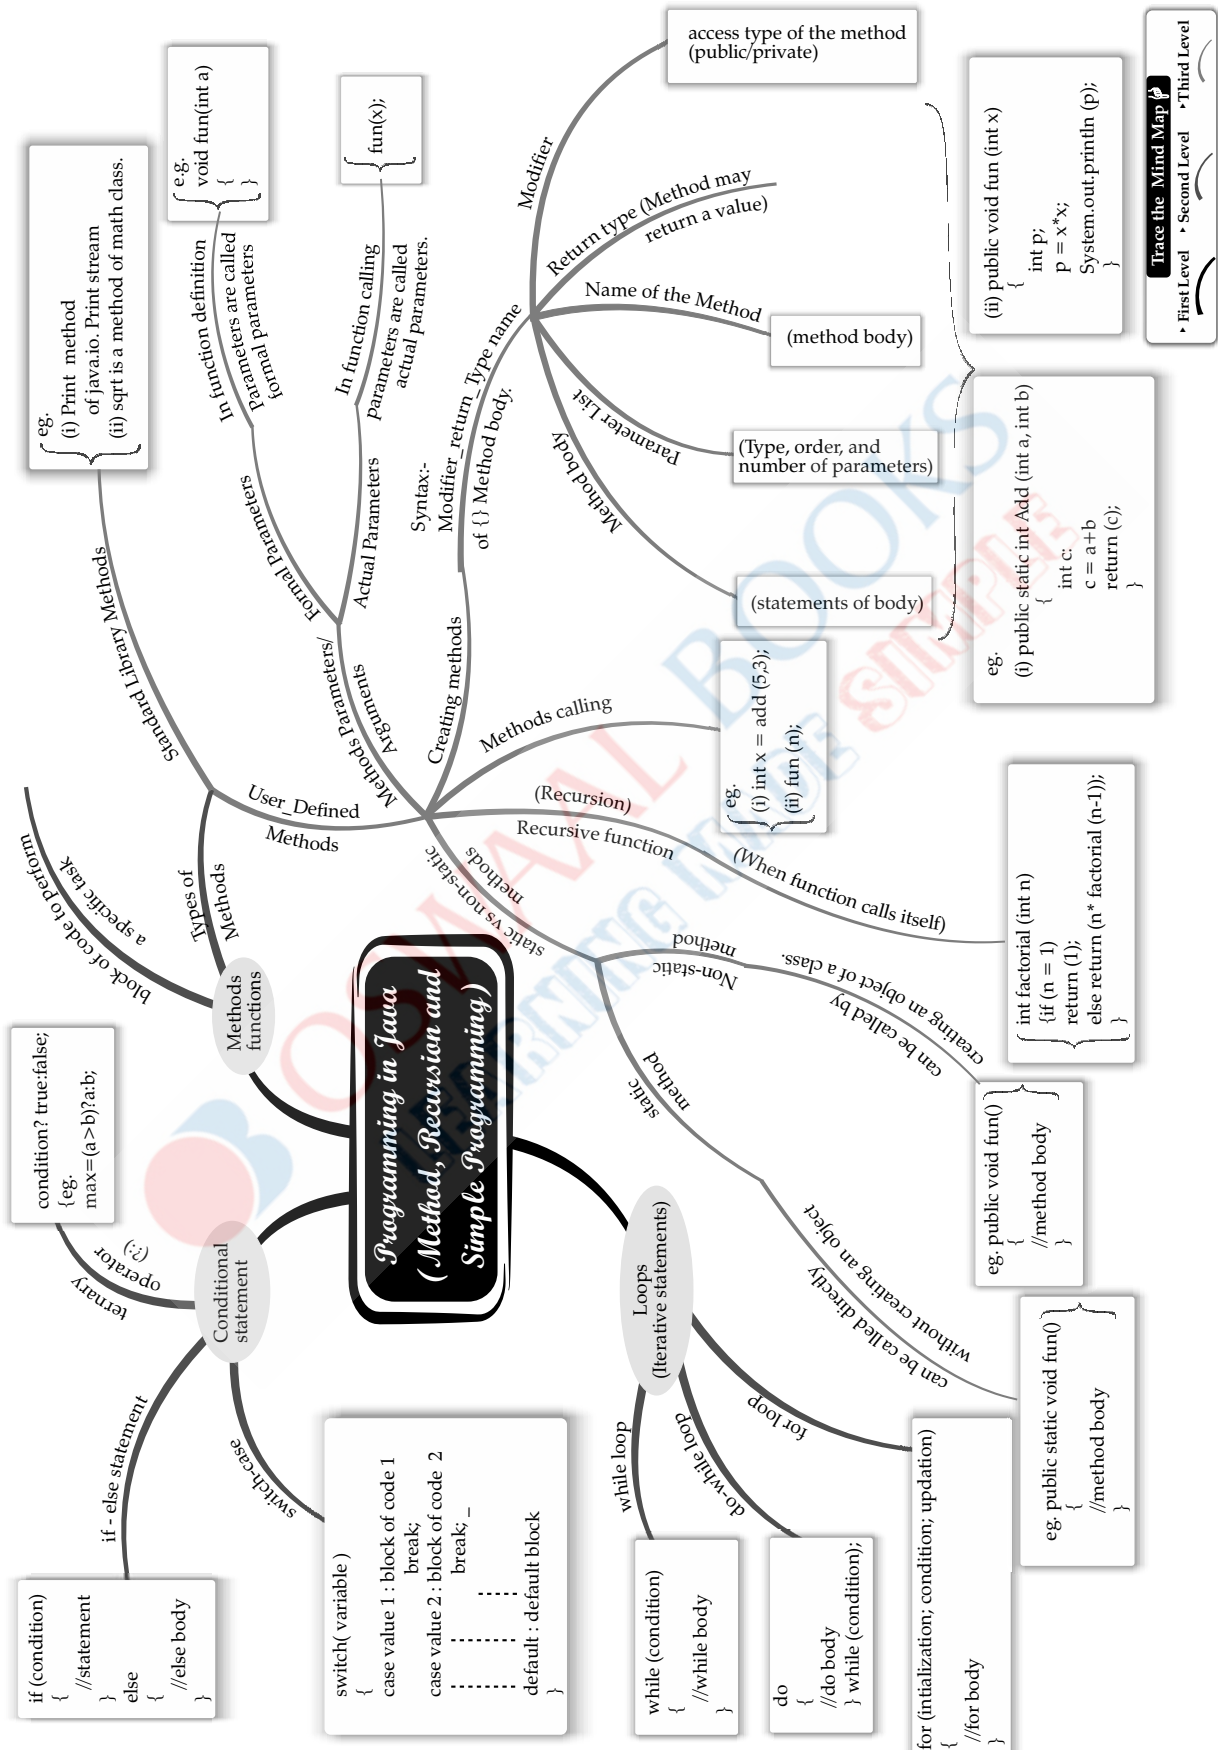 Programming in Java
(Method, Recursion and
Simple Programming)
Conditional
statement
if - else statement
if (condition)
{
//statement
}
else
{
//else body
}
switch-case
switch( variable )
{
case value 1 : block of code 1
break;
case value 2 : block of code 2
break; _
default : default block
}
ternary
operator
(?:)
condition? true:false;
{eg.
max=(a>b)?a:b;
Methods
functions
block of code to perform
a specific task
Types of
Methods
Standard Library Methods
eg.
(i) Print method
of java.io. Print stream
(ii) sqrt is a method of math class.
User_Defined
Methods
Methods Parameters/
Arguments
Formal Parameters
In function definition
Parameters are called
formal parameters
e.g.
void fun(int a)
{
}
Actual Parameters
In function calling
parameters are called
actual parameters.
fun(x);
Creating methods
Syntax:-
Modifier_return_Type name
of {} Method body.
Modifier
access type of the method
(public/private)
Return type (Method may
return a value)
Name of the Method
(method body)
Parameter List
(Type, order, and
number of parameters)
Method body
(statements of body)
eg.
(i) public static int Add (int a, int b)
{
int c:
c = a+b
return (c);
}
(ii) public void fun (int x)
{
int p;
p = x*x;
System.out.println (p);
}
Methods calling
eg.
(i) int x = add (5,3);
(ii) fun (n);
(Recursion)
Recursive function
(When function calls itself)
int factorial (int n)
{if (n = 1)
return (1);
else return (n* factorial (n-1));
}
static vs non-static
methods
Non-static
method
can be called by
creating an object of a class.
eg. public void fun()
{
//method body
}
static
method
can be called directly
without creating an object
eg. public static void fun()
{
//method body
}
Loops
(Iterative statements)
while loop
while (condition)
{
//while body
}
do-while loop
do
{
//do body
} while (condition);
for loop
for (intialization; condition; updation)
{
//for body
}
Trace the Mind Map
First Level
Second Level
Third Level
OSWAAL BOOKS
LEARNING MADE SIMPLE